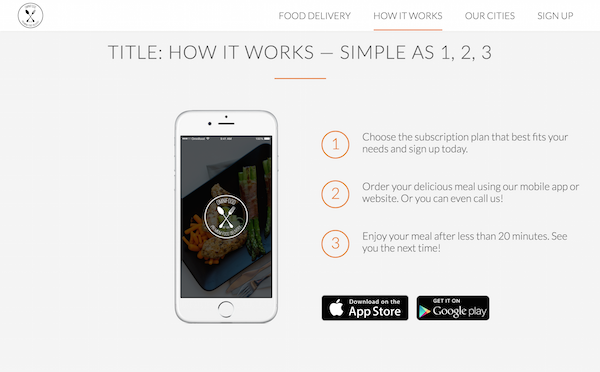 FOOD DELIVERY HOW IT WORKS OUR CITIES SIGN UP
TITLE: HOW IT WORKS — SIMPLE AS 1, 2, 3
1 Choose the subscription plan that best fits your
needs and sign up today.
2 Order your delicious meal using our mobile app or
website. Or you can even call us!
3 Enjoy your meal after less than 20 minutes. See
you the next time!
Download on the
App Store
GET IT ON
Google play